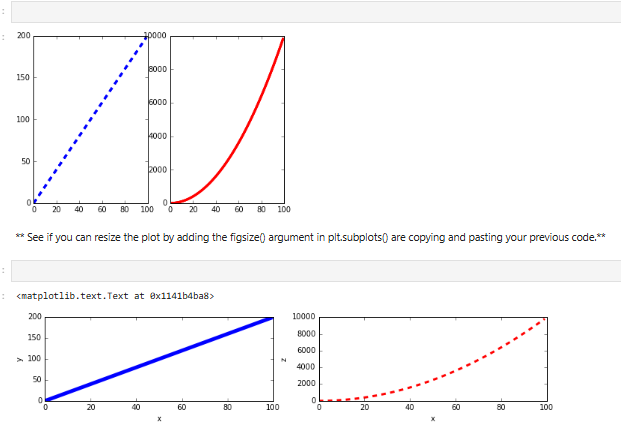 :
:
200
150
100
50
0
0 20 40 60 80 100
10000
8000
6000
4000
2000
0
0 20 40 60 80 100
** See if you can resize the plot by adding the figsize() argument in plt.subplots() are copying and pasting your previous code.**
:
: <matplotlib.text.Text at 0x1141b4ba8>
200
150
100
50
0
y
0 20 40 60 80 100
x
10000
8000
6000
4000
2000
0
z
0 20 40 60 80 100
x